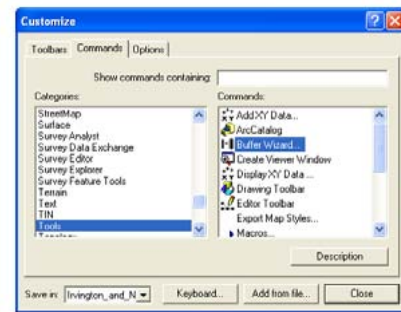 Customize
Toolbars Commands Options
Show commands containing:
Categories:
StreetMap
Surface
Survey Analyst
Survey Data Exchange
Survey Editor
Survey Explorer
Survey Feature Tools
Terrain
Text
TIN
Tools
Topology
Commands:
Add XY Data...
ArcCatalog
Buffer Wizard...
Create Viewer Window
Display XY Data ...
Drawing Toolbar
Editor Toolbar
Export Map Styles...
Macros...
Description
Save in: Irvington_and_N
Keyboard...
Add from file...
Close